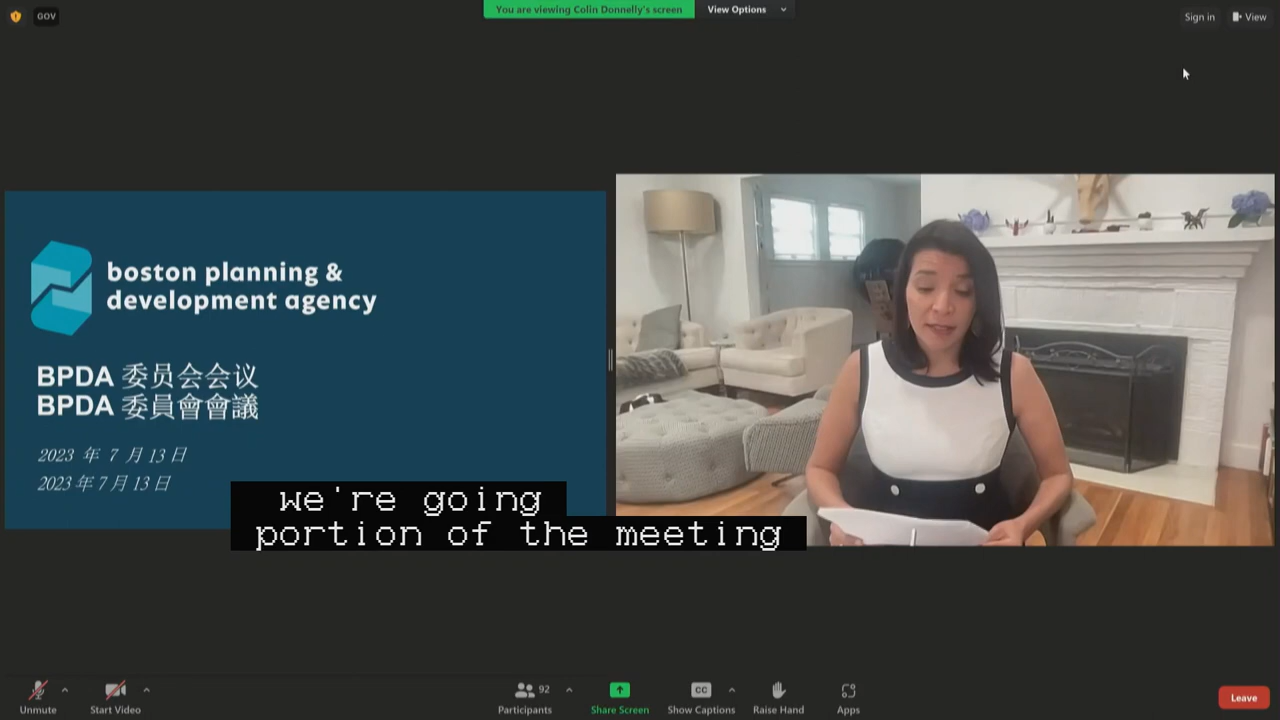 GOV
You are viewing Colin Donnelly's screen
View Options
Sign in
View
boston planning &
development agency
BPDA 委员会会议
BPDA 委員會會議
2023 年 7 月 13 日
2023 年 7 月 13 日
we're going
portion of the meeting
Unmute
Start Video
92
Participants
Share Screen
CC
Show Captions
Raise Hand
Apps
Leave